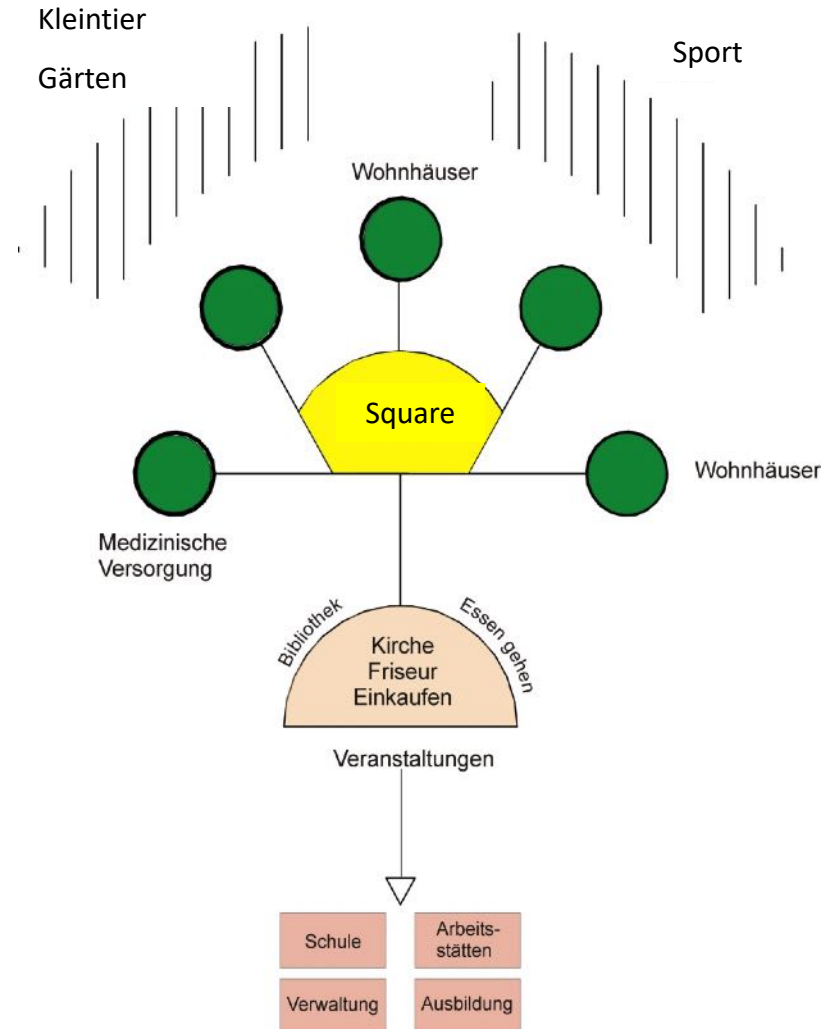 Kleintier
Gärten
Sport
Wohnhäuser
Square
Wohnhäuser
Medizinische
Versorgung
Bibliothek
Essen gehen
Kirche
Friseur
Einkaufen
Veranstaltungen
Schule
Arbeits-
stätten
Verwaltung
Ausbildung